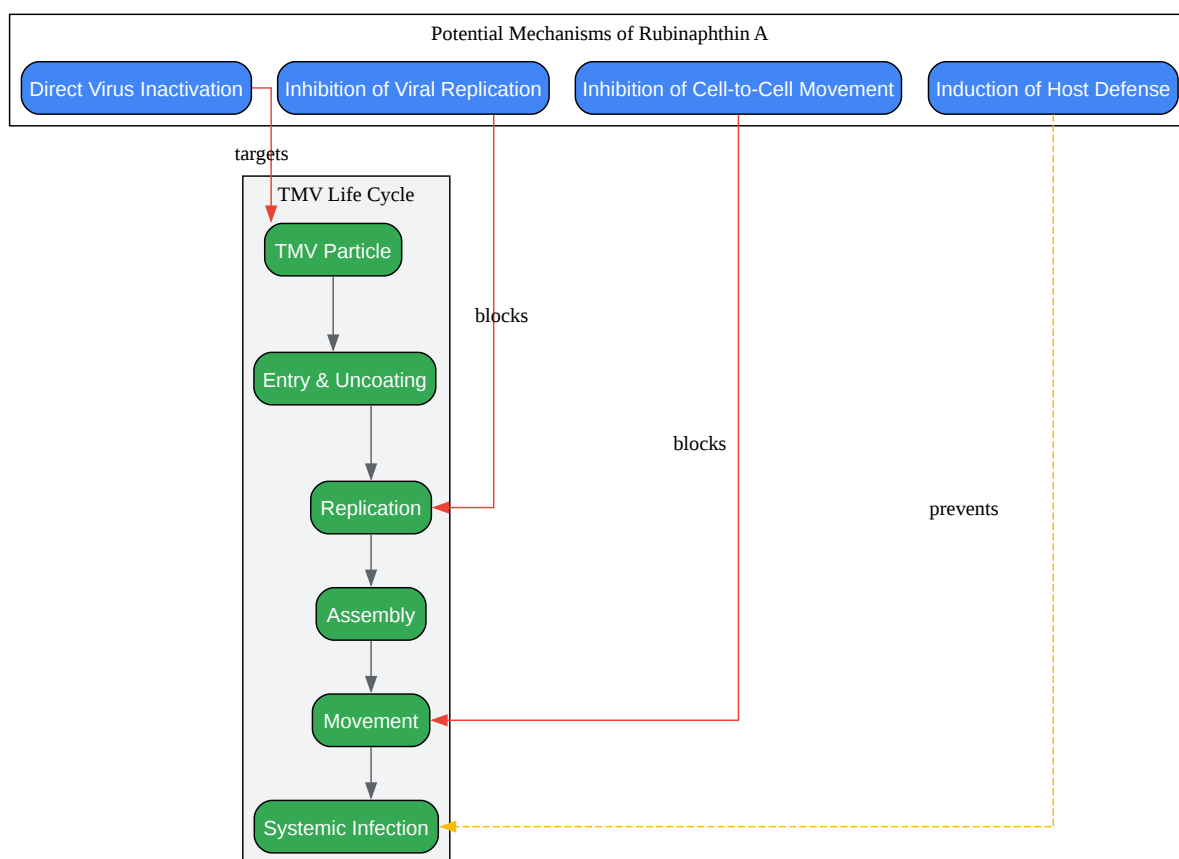 Potential Mechanisms of Rubinaphthin A
Direct Virus Inactivation
Inhibition of Viral Replication
Inhibition of Cell-to-Cell Movement
Induction of Host Defense
targets
TMV Life Cycle
TMV Particle
blocks
Entry & Uncoating
blocks
Replication
prevents
Assembly
Movement
Systemic Infection